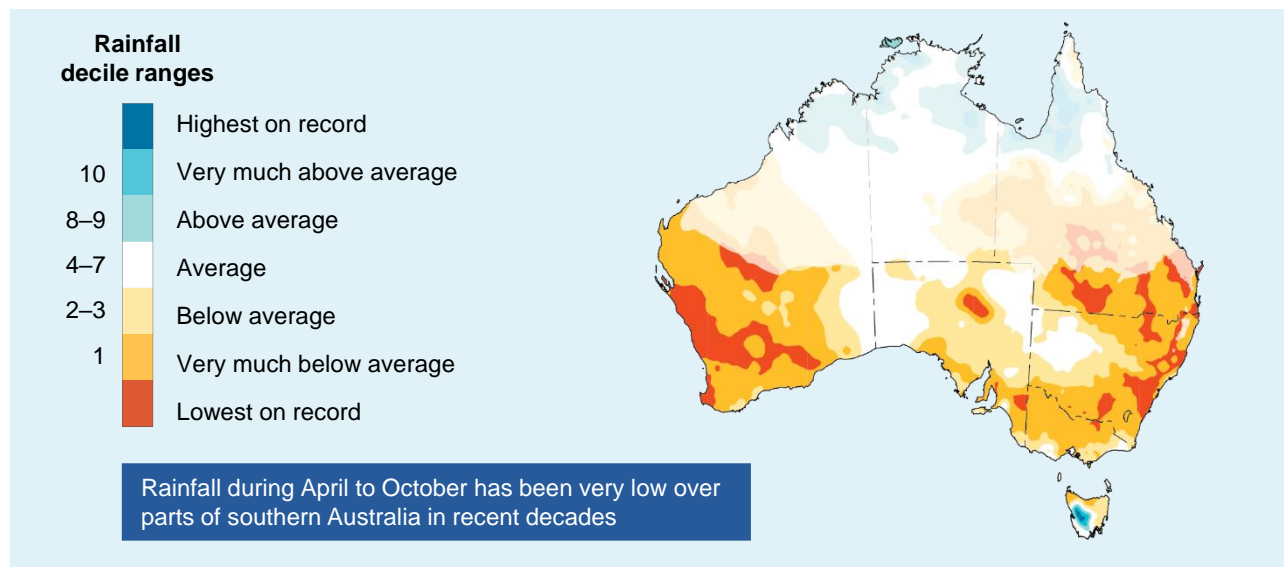 Rainfall
decile ranges
Highest on record
10 Very much above average
8–9 Above average
4–7 Average
2–3 Below average
1 Very much below average
Lowest on record
Rainfall during April to October has been very low over
parts of southern Australia in recent decades